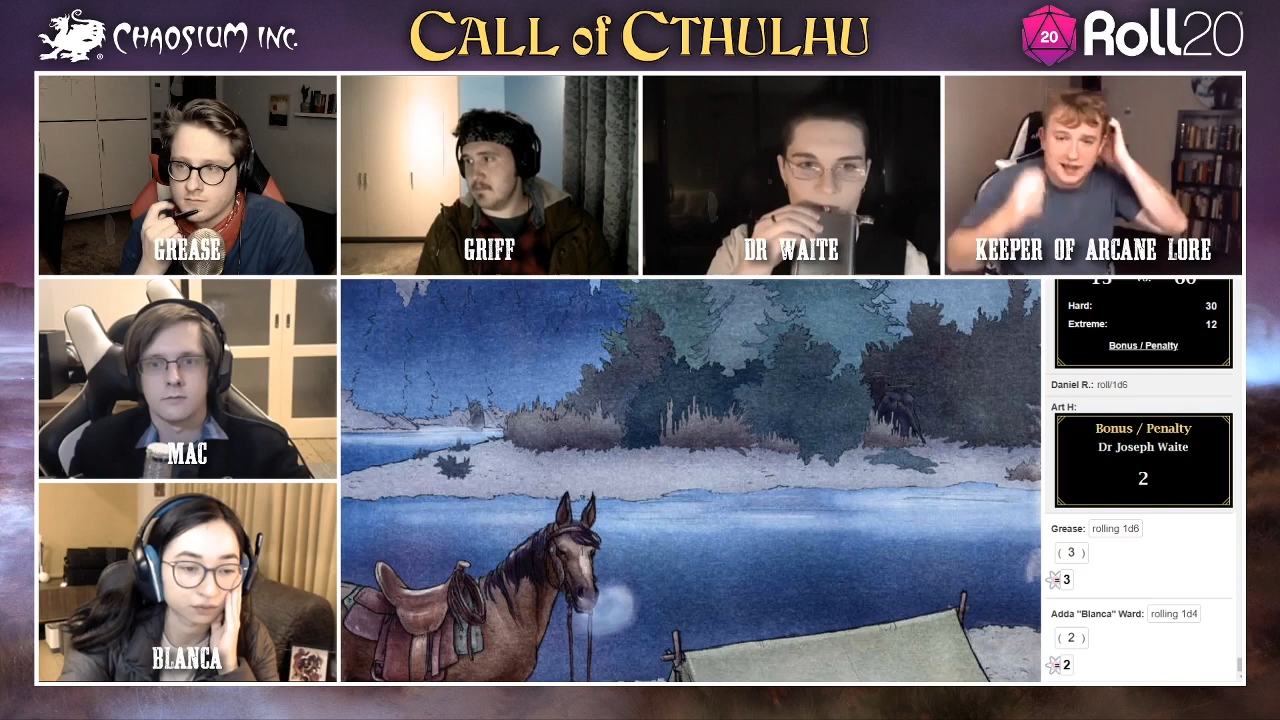 CHAOSIUM INC.
CALL of CTHULHU
20 Roll20
GREASE
GRIFF
DR WAITE
KEEPER OF ARCANE LORE
MAC
BLANCA
Hard: 30
Extreme: 12
Bonus / Penalty
Daniel R.: roll/1d6
Art H:
Bonus / Penalty
Dr Joseph Waite
2
Grease: rolling 1d6
( 3 )
= 3
Adda "Blanca" Ward: rolling 1d4
( 2 )
= 2